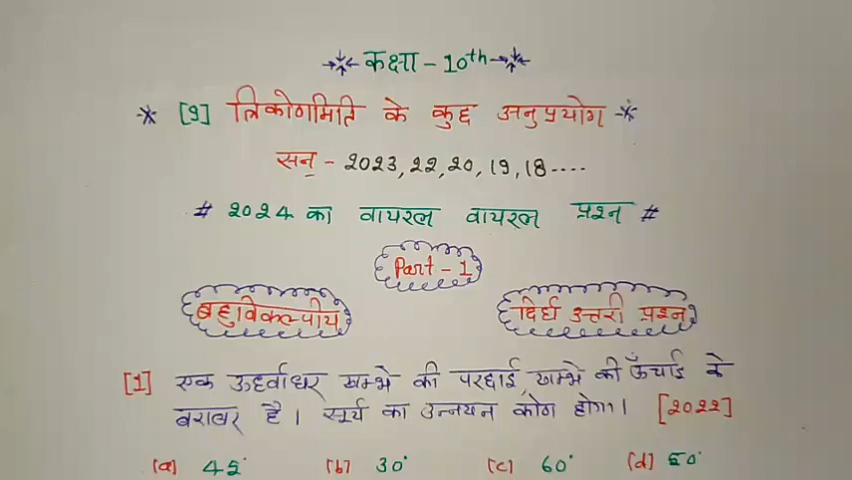 कक्षा - 10th
[9] त्रिकोणमिति के कुछ अनुप्रयोग
सन् - 2023, 22, 20, 19, 18 ----
# 2024 का वायरल वायरल प्रश्न #
Part - 1
बहुविकल्पीय दिर्घ उत्तरी प्रश्न
[1] एक ऊर्ध्वाधर खम्भे की परछाई, खम्भे की ऊँचाई के
बराबर है। सूर्य का उन्नयन कोण होगा। [2022]
(a) 45° (b) 30° (c) 60° (d) 50°